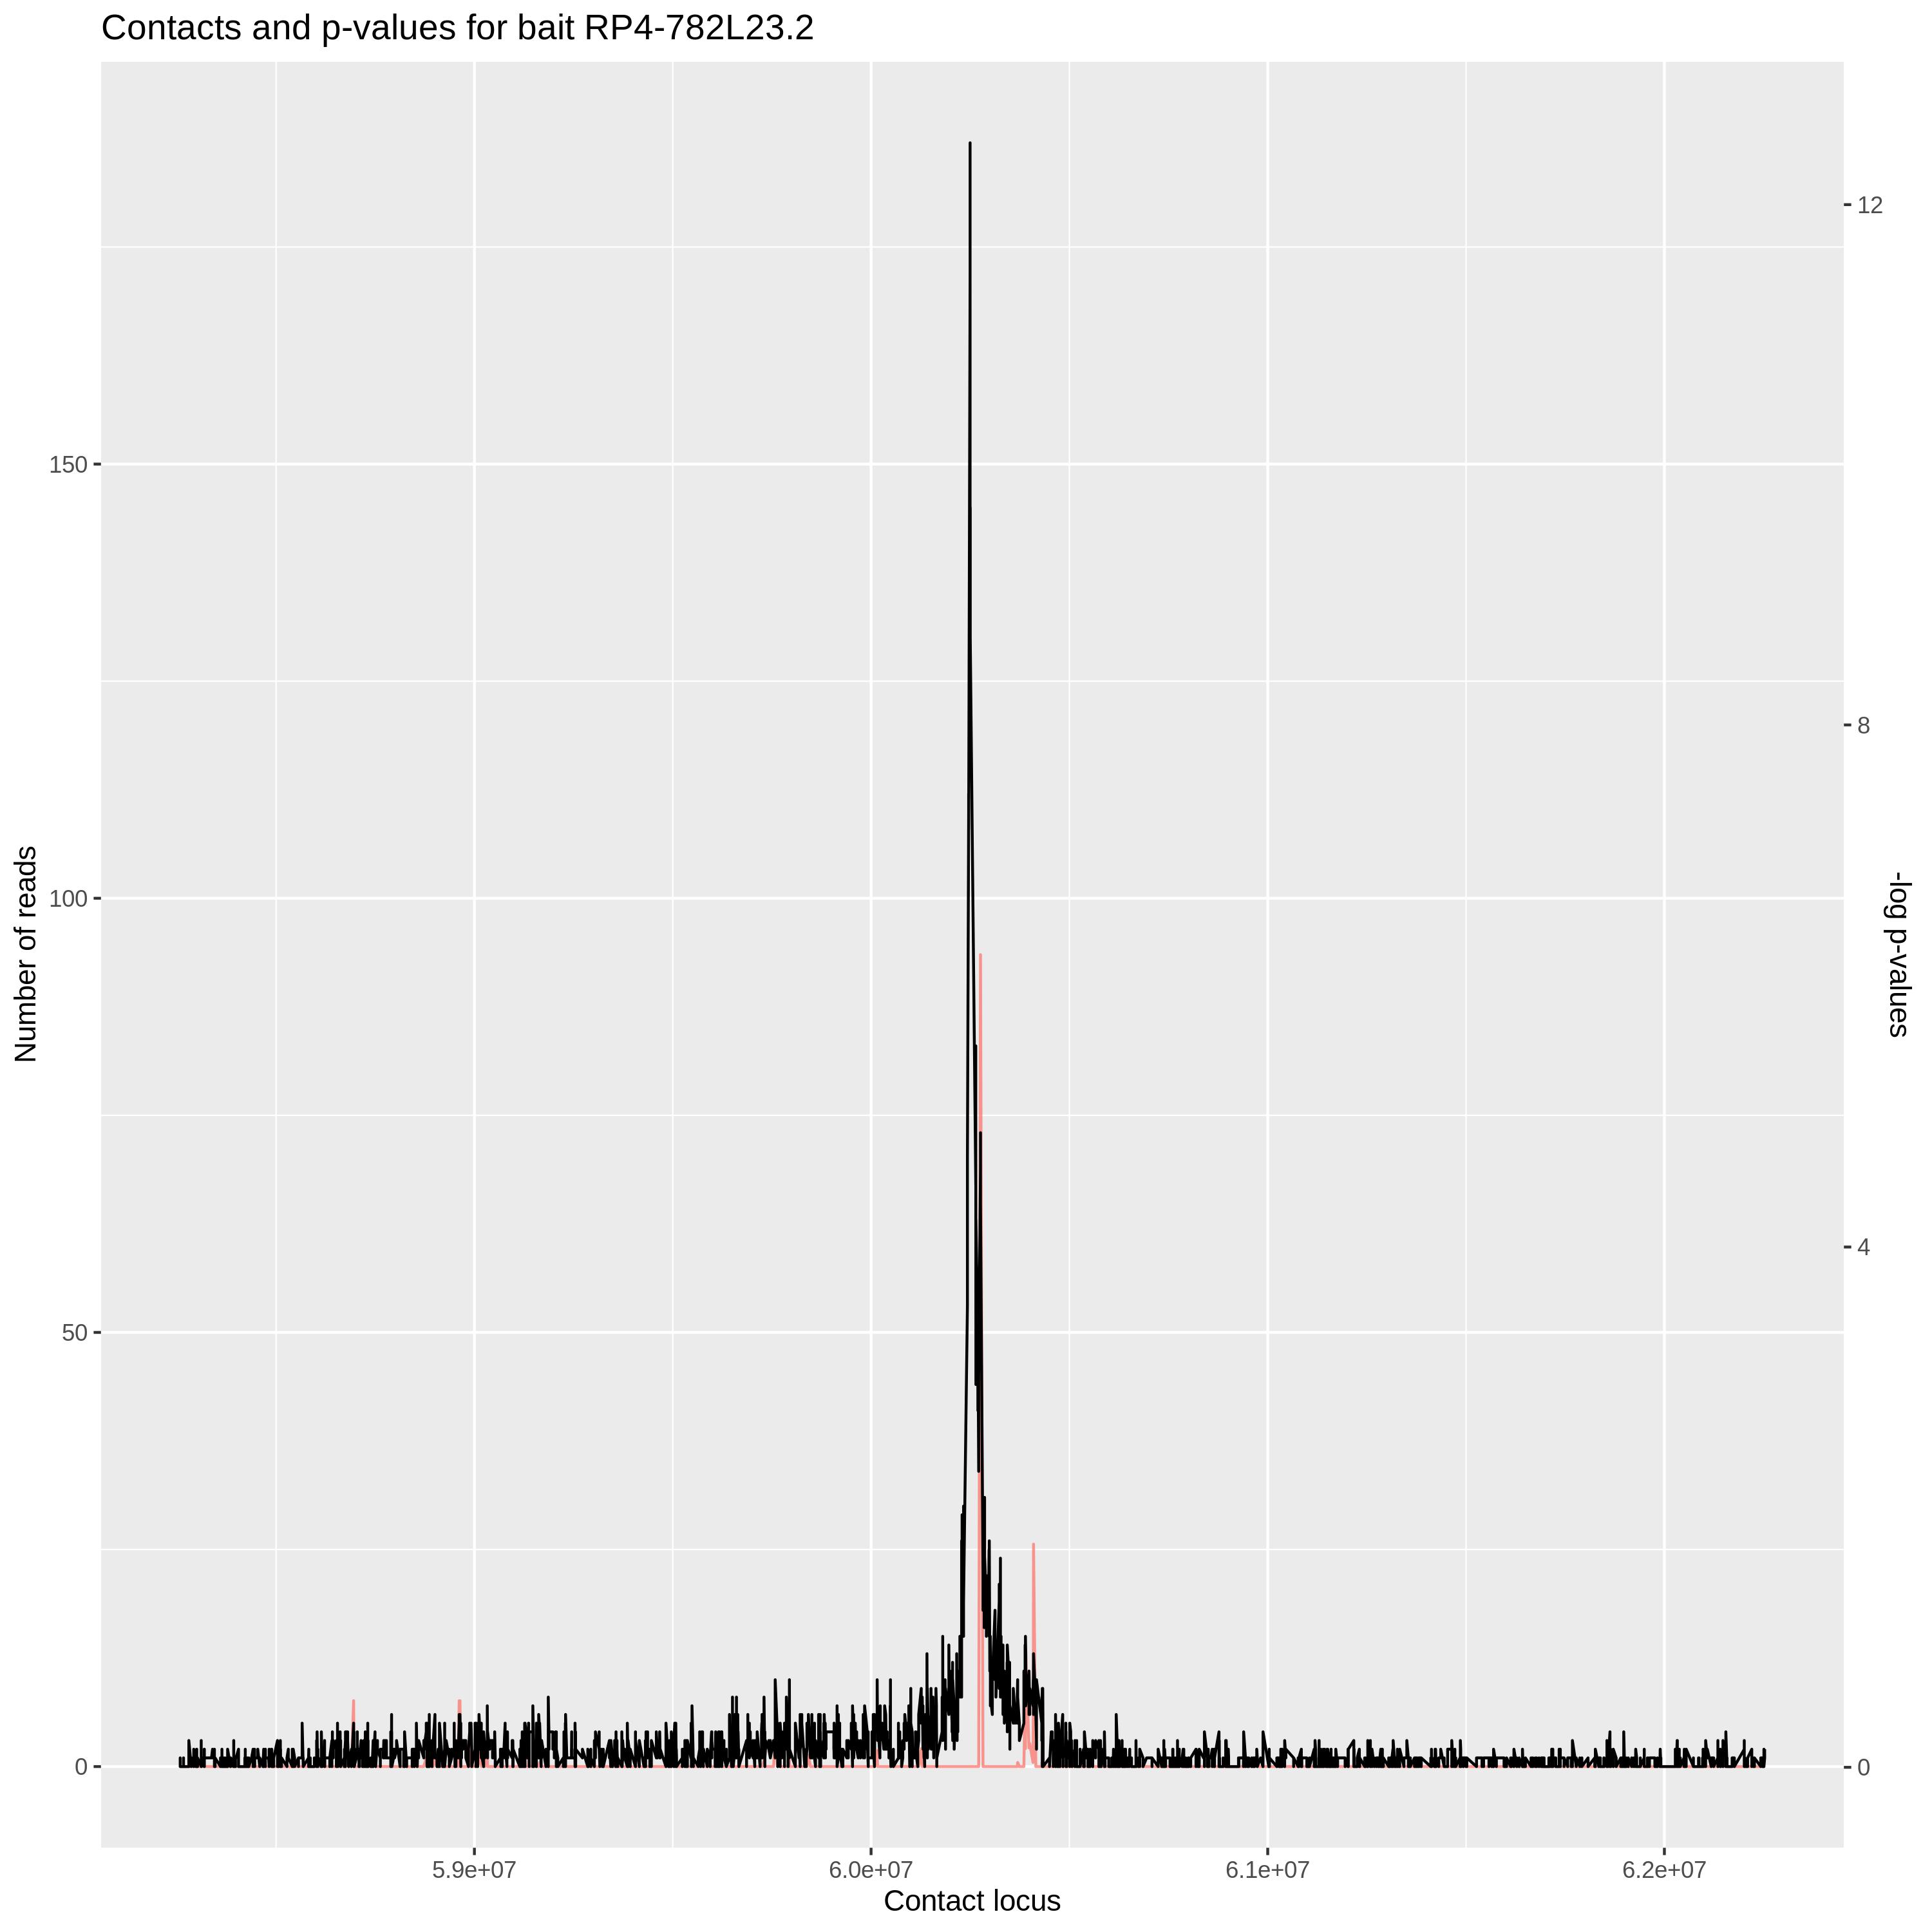 Contacts and p-values for bait RP4-782L23.2
12
150
8
100
Number of reads
-log p-values
4
50
0
0
5.9e+07
6.0e+07
6.1e+07
6.2e+07
Contact locus